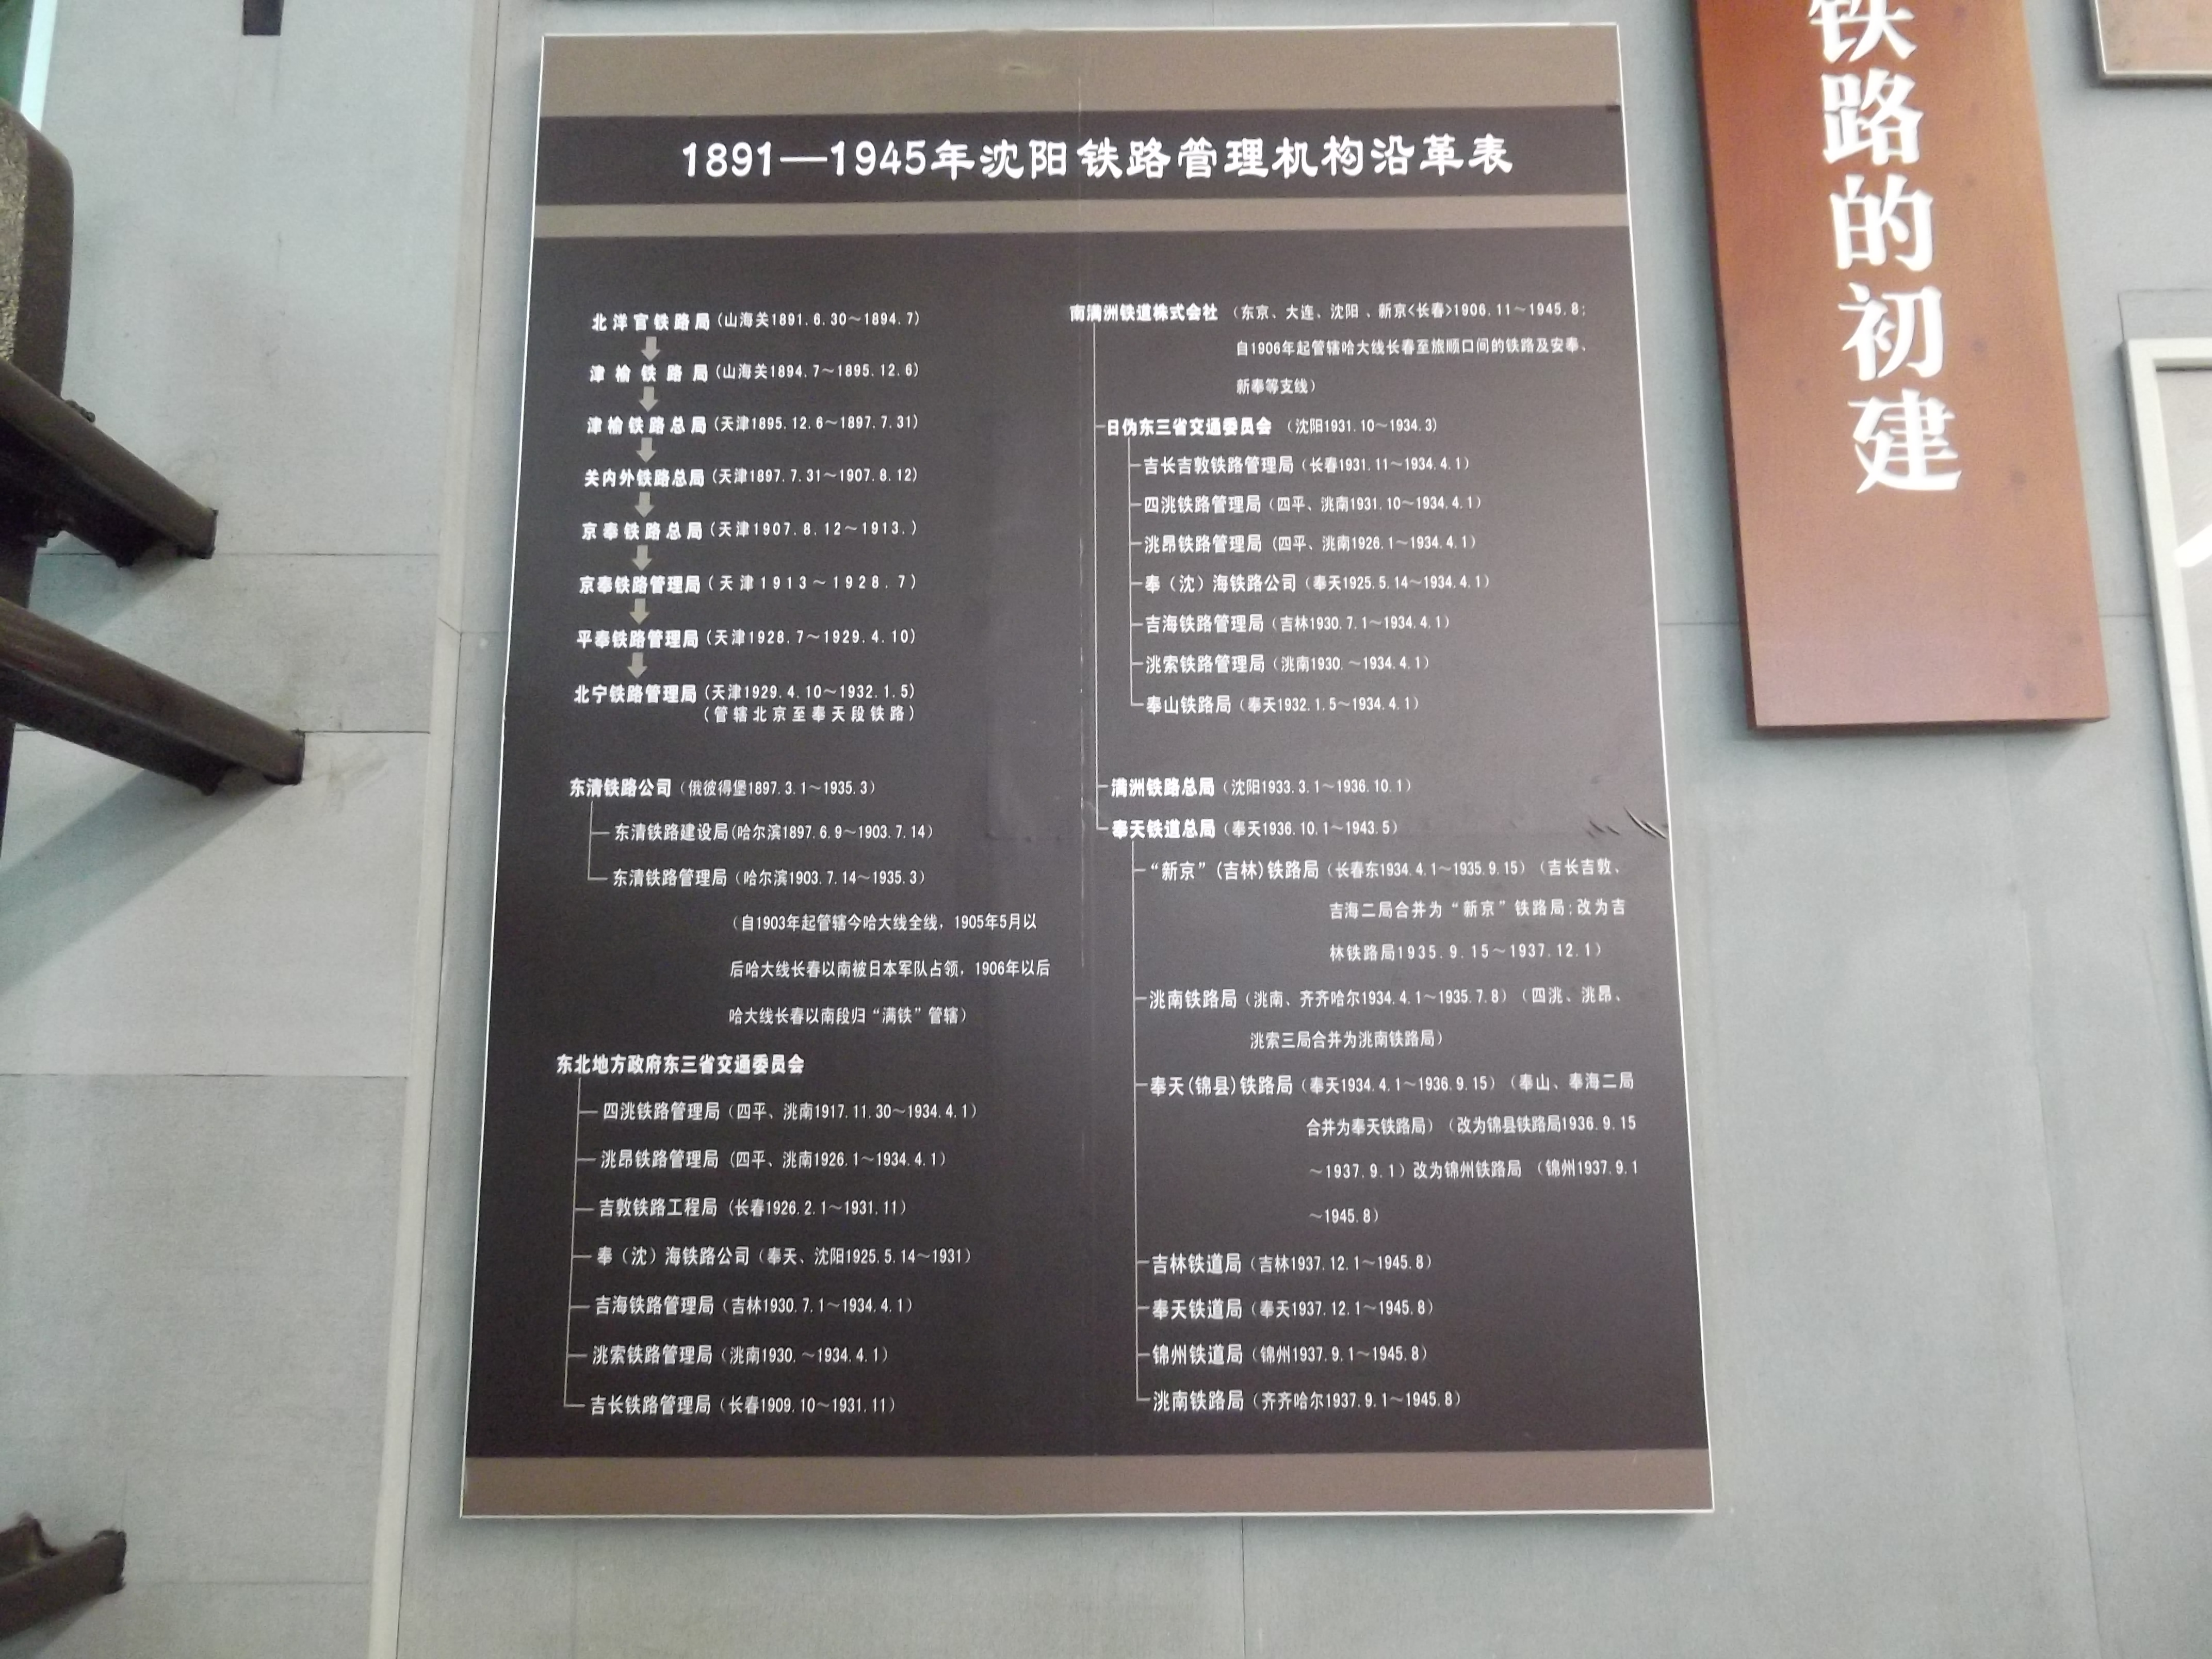 1891—1945年沈阳铁路管理机构沿革表
北洋官铁路局(山海关1891.6.30～1894.7)
津榆铁路局(山海关1894.7～1895.12.6)
津榆铁路总局(天津1895.12.6～1897.7.31)
关内外铁路总局(天津1897.7.31～1907.8.12)
京奉铁路总局(天津1907.8.12～1913.)
京奉铁路管理局(天津1913～1928.7)
平奉铁路管理局(天津1928.7～1929.4.10)
北宁铁路管理局(天津1929.4.10～1932.1.5)
(管辖北京至奉天段铁路)
东清铁路公司(俄彼得堡1897.3.1～1935.3)
东清铁路建设局(哈尔滨1897.6.9～1903.7.14)
东清铁路管理局(哈尔滨1903.7.14～1935.3)
(自1903年起管辖今哈大线全线，1905年5月以
后哈大线长春以南被日本军队占领，1906年以后
哈大线长春以南段归“满铁”管辖)
东北地方政府东三省交通委员会
四洮铁路管理局(四平、洮南1917.11.30～1934.4.1)
洮昂铁路管理局(四平、洮南1926.1～1934.4.1)
吉敦铁路工程局(长春1926.2.1～1931.11)
奉（沈）海铁路公司(奉天、沈阳1925.5.14～1931)
吉海铁路管理局(吉林1930.7.1～1934.4.1)
洮索铁路管理局(洮南1930.～1934.4.1)
吉长铁路管理局(长春1909.10～1931.11)
南满洲铁道株式会社（东京、大连、沈阳、新京<长春>1906.11～1945.8;
自1906年起管辖哈大线长春至旅顺口间的铁路及安奉、
新奉等支线）
日伪东三省交通委员会（沈阳1931.10～1934.3)
吉长吉敦铁路管理局(长春1931.11～1934.4.1)
四洮铁路管理局(四平、洮南1931.10～1934.4.1)
洮昂铁路管理局(四平、洮南1926.1～1934.4.1)
奉（沈）海铁路公司(奉天1925.5.14～1934.4.1)
吉海铁路管理局(吉林1930.7.1～1934.4.1)
洮索铁路管理局(洮南1930.～1934.4.1)
奉山铁路局(奉天1932.1.5～1934.4.1)
满洲铁路总局(沈阳1933.3.1～1936.10.1)
奉天铁道总局(奉天1936.10.1～1943.5)
“新京”(吉林)铁路局(长春东1934.4.1～1935.9.15)（吉长吉敦、
吉海二局合并为“新京”铁路局;改为吉
林铁路局1935.9.15～1937.12.1)
洮南铁路局(洮南、齐齐哈尔1934.4.1～1935.7.8)（四洮、洮昂、
洮索三局合并为洮南铁路局)
奉天(锦县)铁路局(奉天1934.4.1～1936.9.15)（奉山、奉海二局
合并为奉天铁路局)（改为锦县铁路局1936.9.15
～1937.9.1)改为锦州铁路局（锦州1937.9.1
～1945.8)
吉林铁道局(吉林1937.12.1～1945.8)
奉天铁道局(奉天1937.12.1～1945.8)
锦州铁道局(锦州1937.9.1～1945.8)
洮南铁路局(齐齐哈尔1937.9.1～1945.8)
铁路的初建